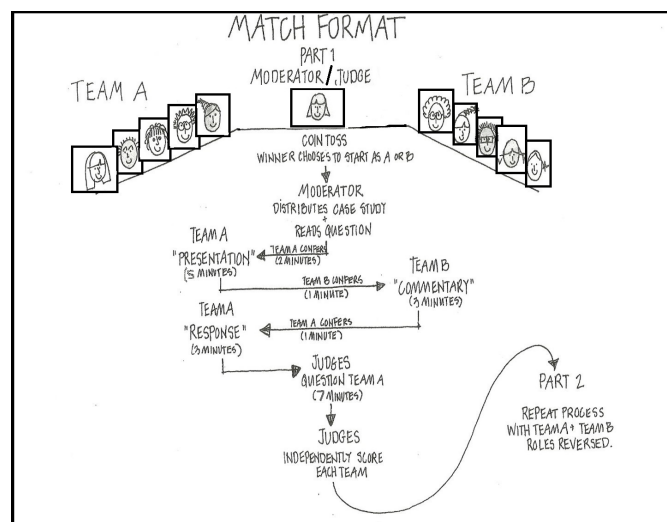 MATCH FORMAT
PART 1
MODERATOR / JUDGE
TEAM A
TEAM B
COIN TOSS
WINNER CHOOSES TO START AS A OR B
MODERATOR
DISTRIBUTES CASE STUDY
+
READS QUESTION
TEAM A
"PRESENTATION"
(5 MINUTES)
TEAM A CONFERS
(2 MINUTES)
TEAM B CONFERS
(1 MINUTE)
TEAM B
"COMMENTARY"
(3 MINUTES)
TEAM A
"RESPONSE"
(3 MINUTES)
TEAM A CONFERS
(1 MINUTE)
JUDGES
QUESTION TEAM A
(7 MINUTES)
JUDGES
INDEPENDENTLY SCORE
EACH TEAM
PART 2
REPEAT PROCESS
WITH TEAM A + TEAM B
ROLES REVERSED.